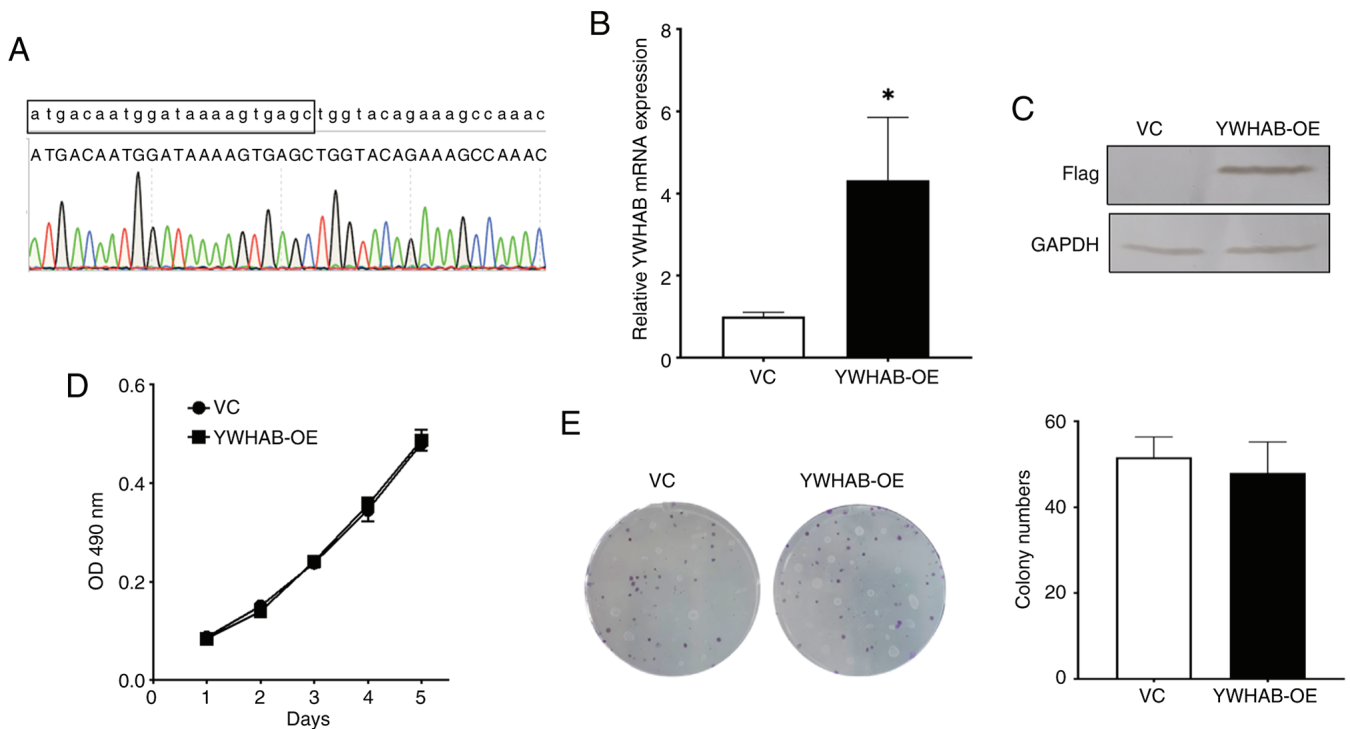 A
atgacaatggataaaagtgagctggtacagaaagccaaac
ATGACAATGGATAAAAGTGAGCTGGTACAGAAAGCCAAAC
B
Relative YWHAB mRNA expression
8
6
4
2
0
*
VC
YWHAB-OE
C
VC
YWHAB-OE
Flag
GAPDH
D
OD 490 nm
0.6
0.4
0.2
0.0
VC
YWHAB-OE
0
1
2
3
4
5
Days
E
VC
YWHAB-OE
Colony numbers
60
40
20
0
VC
YWHAB-OE